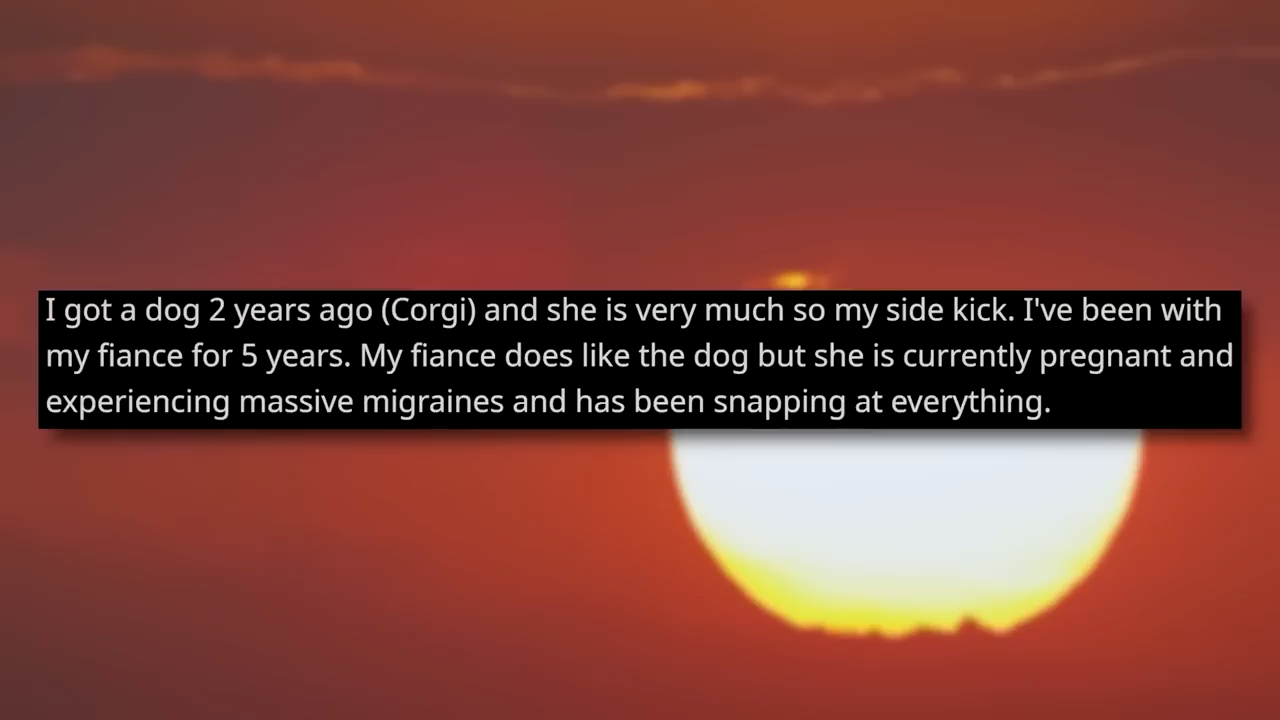 I got a dog 2 years ago (Corgi) and she is very much so my side kick. I've been with
my fiance for 5 years. My fiance does like the dog but she is currently pregnant and
experiencing massive migraines and has been snapping at everything.